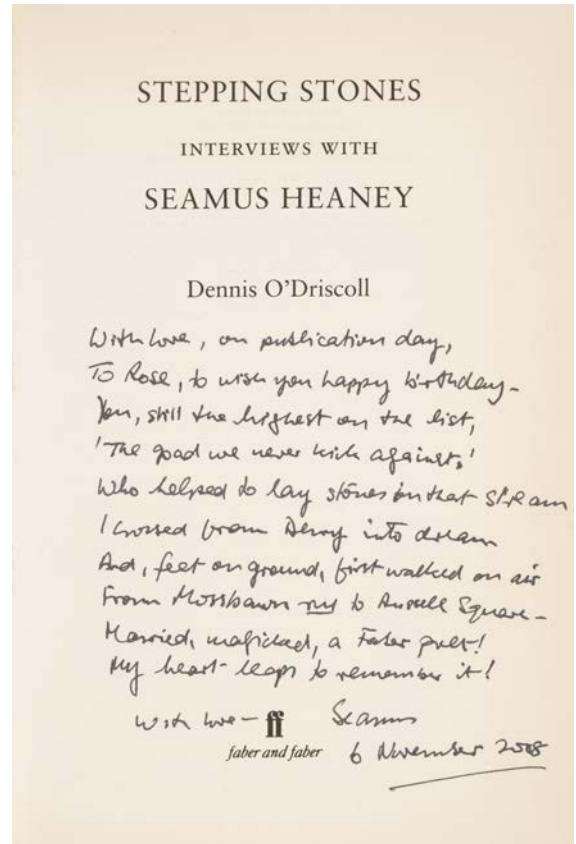 STEPPING STONES
INTERVIEWS WITH
SEAMUS HEANEY
Dennis O'Driscoll
With love, on publication day,
To Rose, to wish you happy birthday –
You, still the highest on the list,
'The goad we never kick against,'
Who helped to lay stones in that stream
I crossed from Derry into dream
And, feet on ground, first walked on air
From Mossbawn to Russell Square –
Married, magicked, a Faber poet!
My heart leaps to remember it!
With love – ff Seamus
faber and faber 6 November 2008